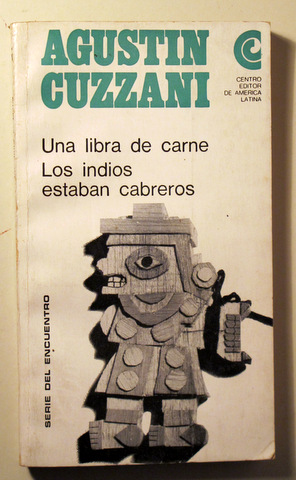 AGUSTIN
CUZZANI
CENTRO
EDITOR
DE AMERICA
LATINA
Una libra de carne
Los indios
estaban cabreros
SERIE DEL ENCUENTRO